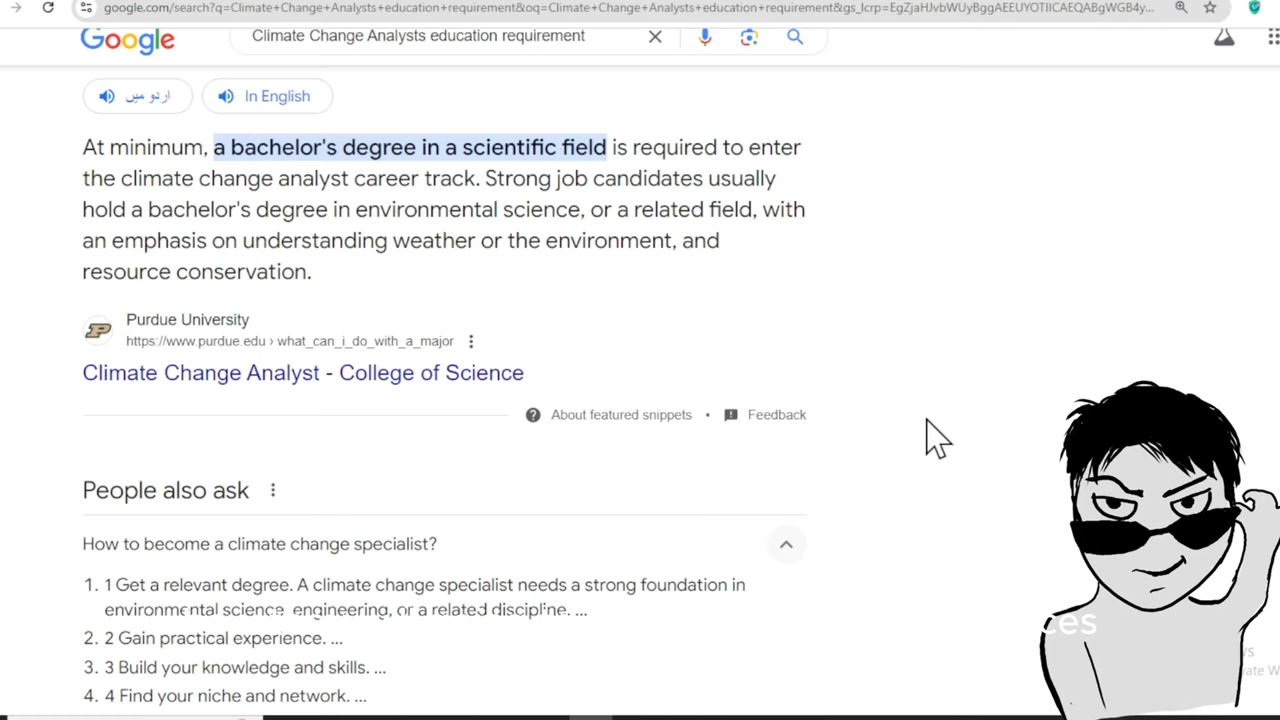 google.com/search?q=Climate+Change+Analysts+education+requirement&oq=Climate+Change+Analysts+education+requirement&gs_lcrp=EgZjaHJvbWUyBggAEEUYOTIICAEQABgWGB4y...
Google
Climate Change Analysts education requirement
اردو میں
In English
At minimum, a bachelor's degree in a scientific field is required to enter
the climate change analyst career track. Strong job candidates usually
hold a bachelor's degree in environmental science, or a related field, with
an emphasis on understanding weather or the environment, and
resource conservation.
Purdue University
https://www.purdue.edu › what_can_i_do_with_a_major
Climate Change Analyst - College of Science
About featured snippets • Feedback
People also ask
How to become a climate change specialist?
1. 1 Get a relevant degree. A climate change specialist needs a strong foundation in
environmental science, engineering, or a related discipline. ...
2. 2 Gain practical experience. ...
3. 3 Build your knowledge and skills. ...
4. 4 Find your niche and network. ...